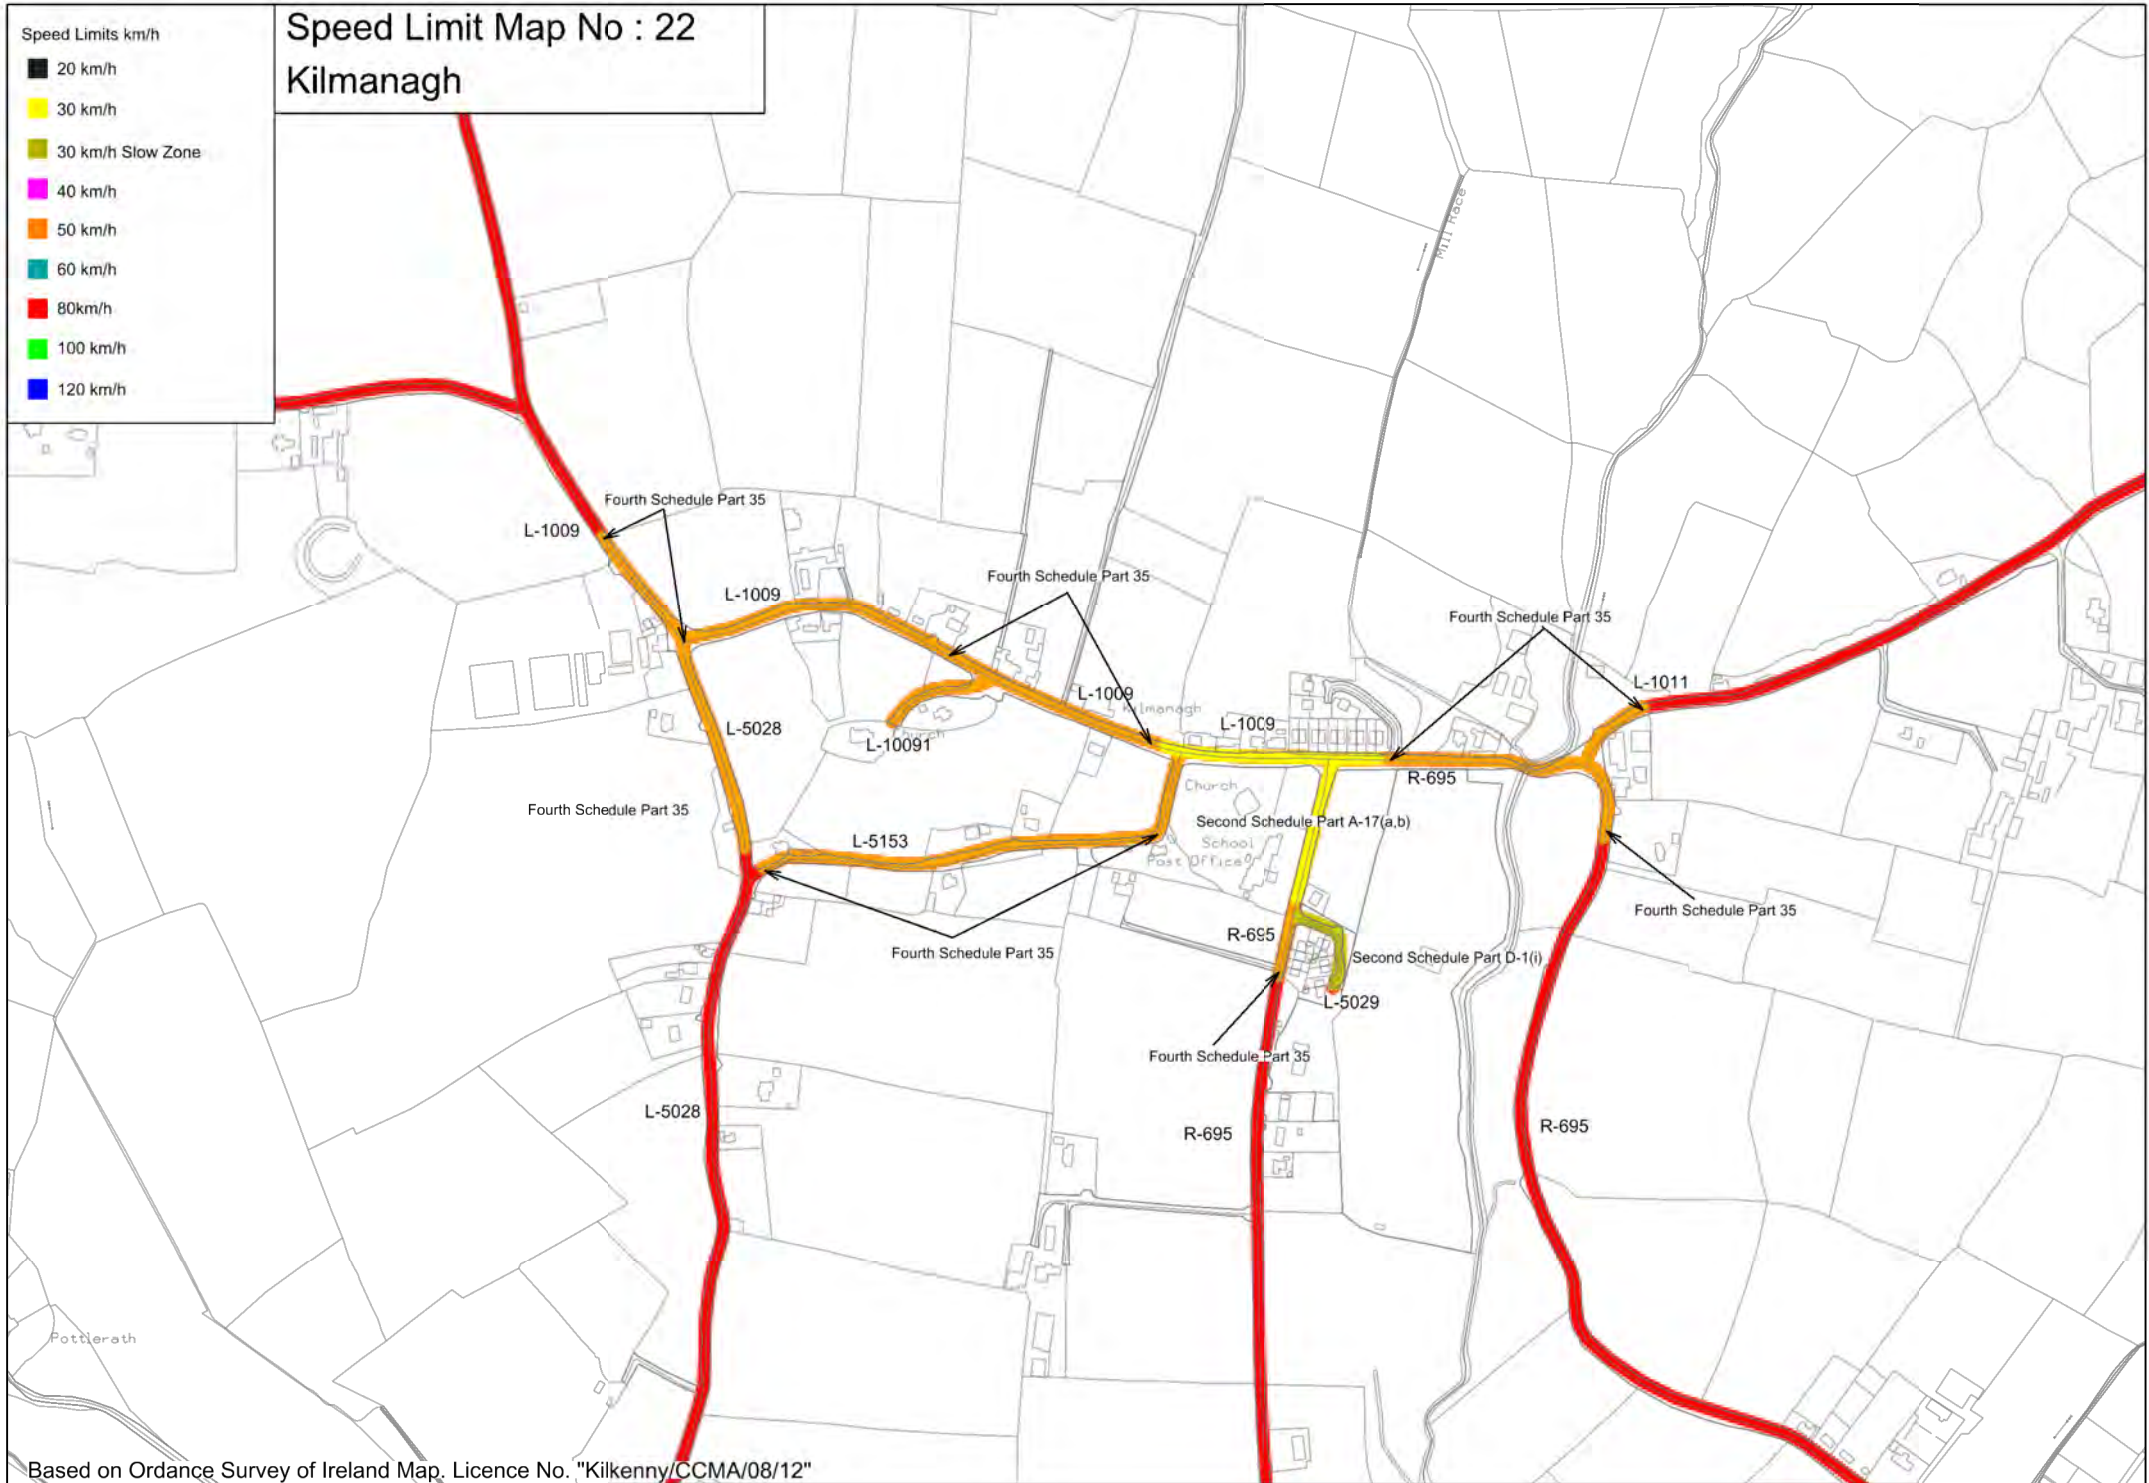 Speed Limit Map No : 22
Kilmanagh
Speed Limits km/h
20 km/h
30 km/h
30 km/h Slow Zone
40 km/h
50 km/h
60 km/h
80km/h
100 km/h
120 km/h
Mill Race
Fourth Schedule Part 35
L-1009
Fourth Schedule Part 35
L-1009
Fourth Schedule Part 35
L-1011
L-1009
Kilmanagh
L-1009
L-5028
L-10091
Church
R-695
Church
Fourth Schedule Part 35
Second Schedule Part A-17(a,b)
L-5153
School
Post Office
Fourth Schedule Part 35
R-695
Fourth Schedule Part 35
Second Schedule Part D-1(i)
L-5029
Fourth Schedule Part 35
L-5028
R-695
R-695
Pottlerath
Based on Ordance Survey of Ireland Map. Licence No. "Kilkenny/CCMA/08/12"